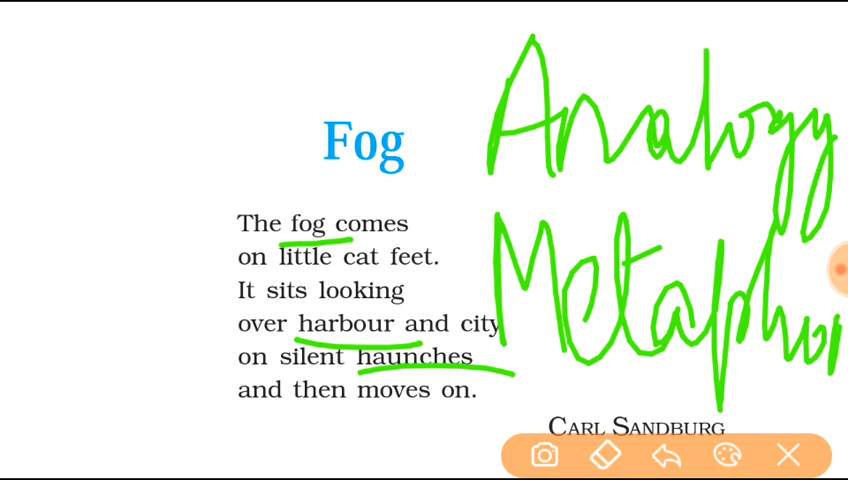 Fog
The fog comes
on little cat feet.
It sits looking
over harbour and city
on silent haunches
and then moves on.
CARL SANDBURG
Analogy
Metaphor